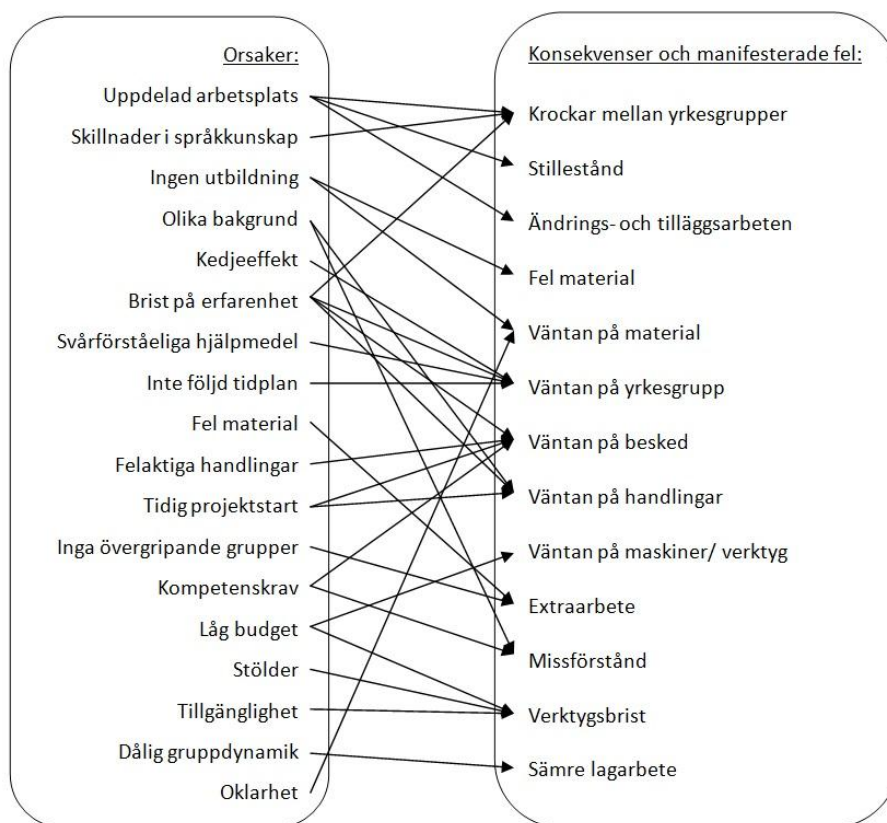 Orsaker:
Uppdelad arbetsplats
Skillnader i språkkunskap
Ingen utbildning
Olika bakgrund
Kedjeeffekt
Brist på erfarenhet
Svårförståeliga hjälpmedel
Inte följd tidplan
Fel material
Felaktiga handlingar
Tidig projektstart
Inga övergripande grupper
Kompetenskrav
Låg budget
Stölder
Tillgänglighet
Dålig gruppdynamik
Oklarhet
Konsekvenser och manifesterade fel:
Krockar mellan yrkesgrupper
Stillestånd
Ändrings- och tilläggsarbeten
Fel material
Väntan på material
Väntan på yrkesgrupp
Väntan på besked
Väntan på handlingar
Väntan på maskiner/ verktyg
Extraarbete
Missförstånd
Verktygsbrist
Sämre lagarbete